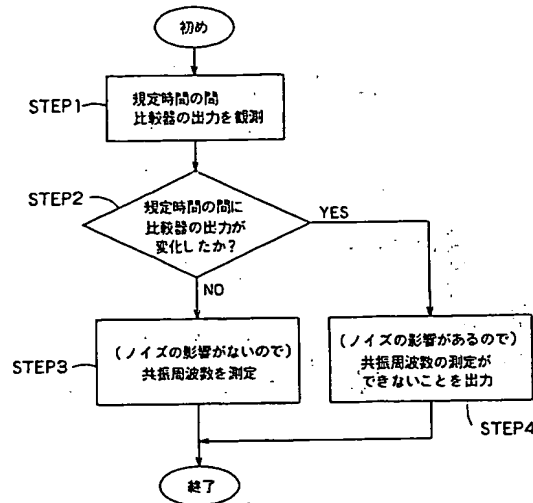 初め
STEP1
規定時間の間
比較器の出力を観測
STEP2
規定時間の間に
比較器の出力が
変化したか？
YES
NO
STEP3
（ノイズの影響がないので）
共振周波数を測定
（ノイズの影響があるので）
共振周波数の測定が
できないことを出力
STEP4
終了